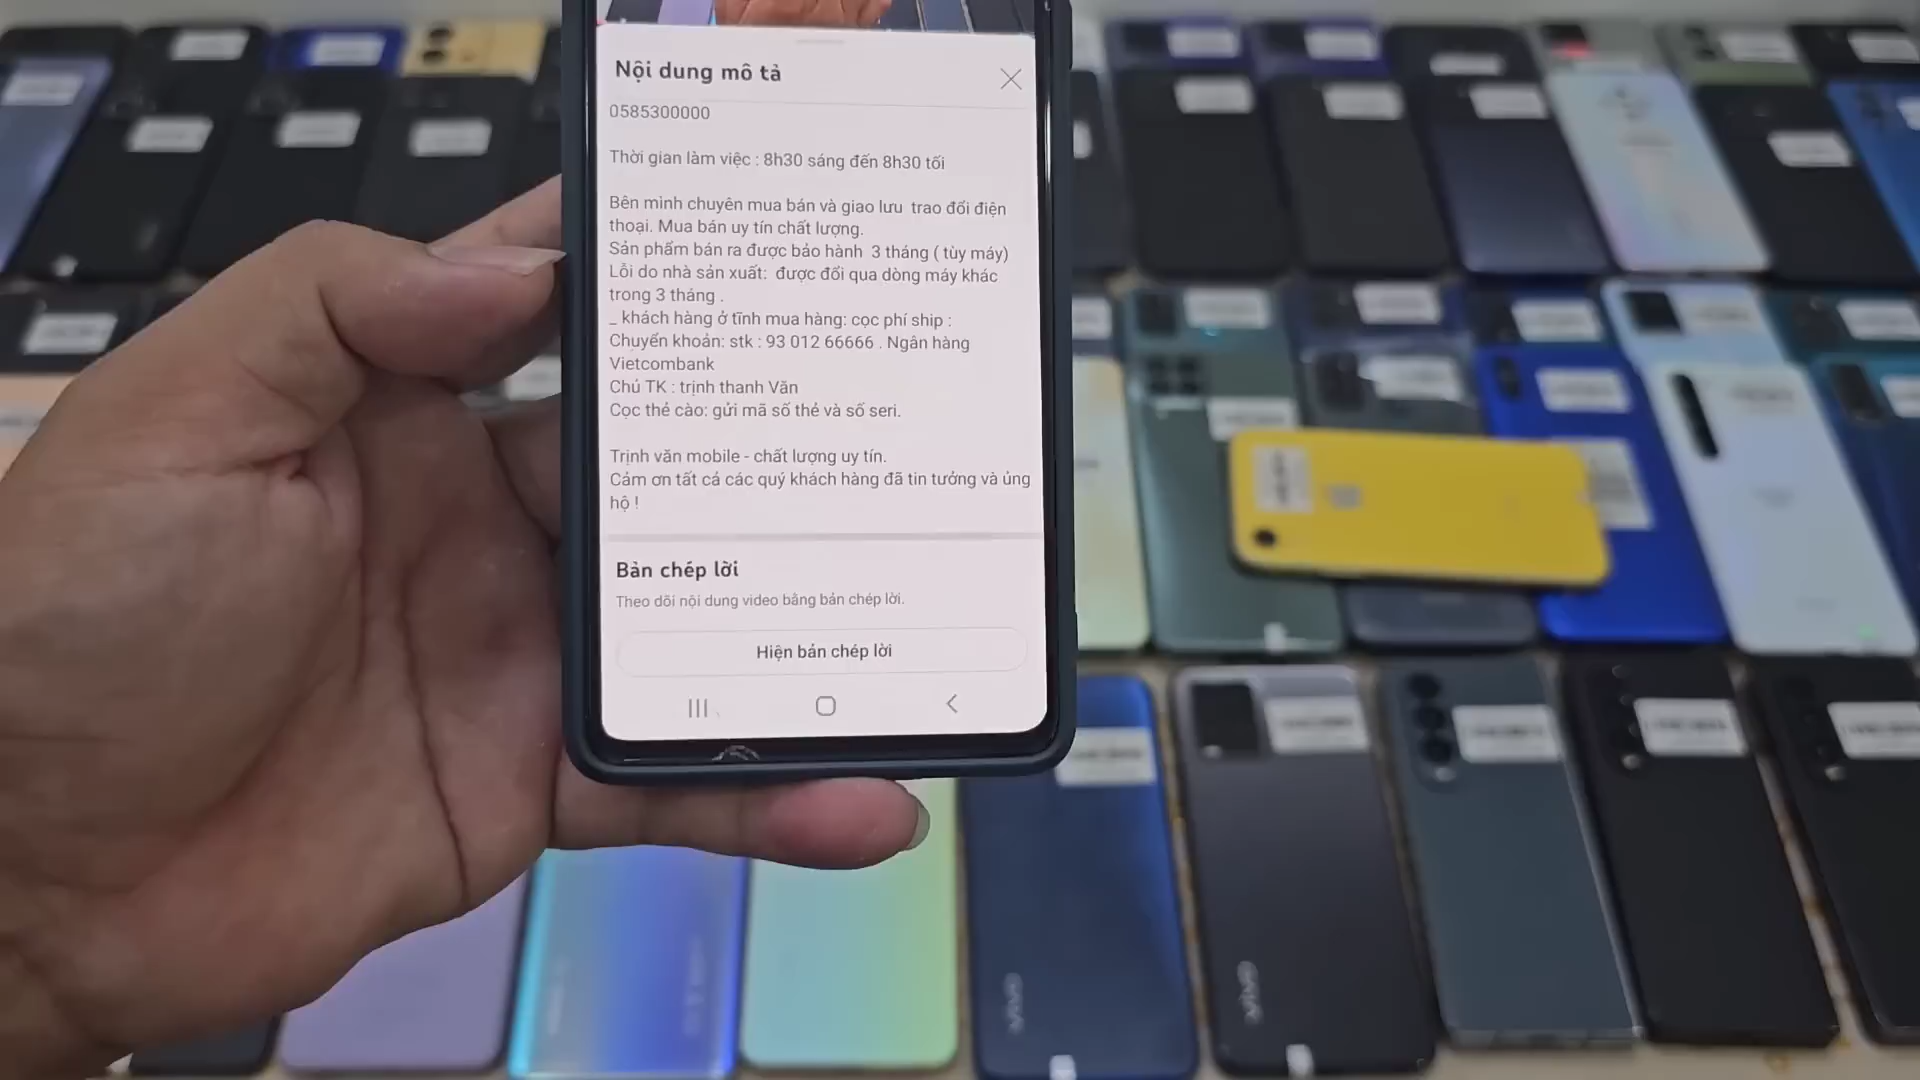 Nội dung mô tả
0585300000
Thời gian làm việc : 8h30 sáng đến 8h30 tối
Bên mình chuyên mua bán và giao lưu trao đổi điện
thoại. Mua bán uy tín chất lượng.
Sản phẩm bán ra được bảo hành 3 tháng ( tùy máy)
Lỗi do nhà sản xuất: được đổi qua dòng máy khác
trong 3 tháng .
_ khách hàng ở tĩnh mua hàng: cọc phí ship :
Chuyển khoản: stk : 93 012 66666 . Ngân hàng
Vietcombank
Chủ TK : trịnh thanh Văn
Cọc thẻ cào: gửi mã số thẻ và số seri.
Trịnh văn mobile - chất lượng uy tín.
Cảm ơn tất cả các quý khách hàng đã tin tưởng và ủng
hộ !
Bản chép lời
Theo dõi nội dung video bằng bản chép lời.
Hiện bản chép lời
vivo
vivo